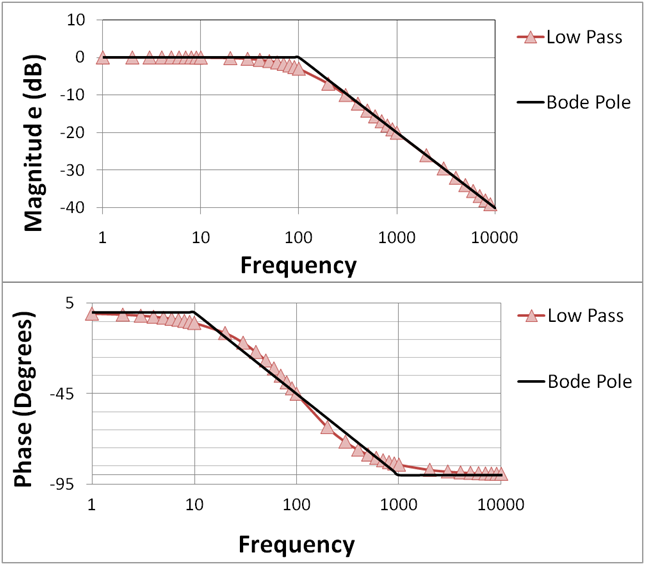 10
0
-10
-20
-30
-40
Magnitud e (dB)
1 10 100 1000 10000
Frequency
Low Pass
Bode Pole
5
-45
-95
Phase (Degrees)
1 10 100 1000 10000
Frequency
Low Pass
Bode Pole